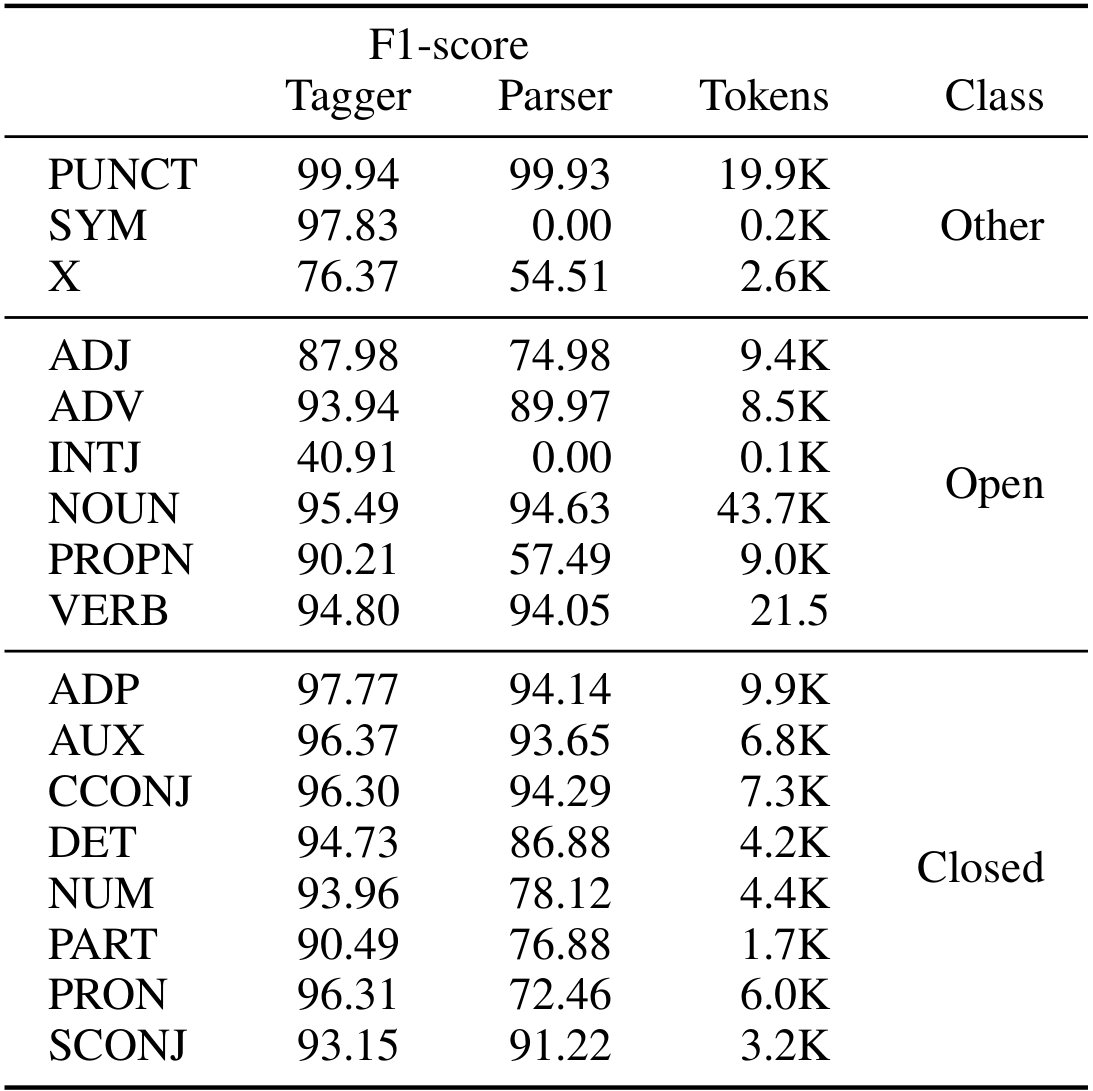 F1-score
Tagger Parser Tokens Class
PUNCT 99.94 99.93 19.9K
SYM 97.83 0.00 0.2K Other
X 76.37 54.51 2.6K
ADJ 87.98 74.98 9.4K
ADV 93.94 89.97 8.5K
INTJ 40.91 0.00 0.1K
Open
NOUN 95.49 94.63 43.7K
PROPN 90.21 57.49 9.0K
VERB 94.80 94.05 21.5
ADP 97.77 94.14 9.9K
AUX 96.37 93.65 6.8K
CCONJ 96.30 94.29 7.3K
DET 94.73 86.88 4.2K
Closed
NUM 93.96 78.12 4.4K
PART 90.49 76.88 1.7K
PRON 96.31 72.46 6.0K
SCONJ 93.15 91.22 3.2K